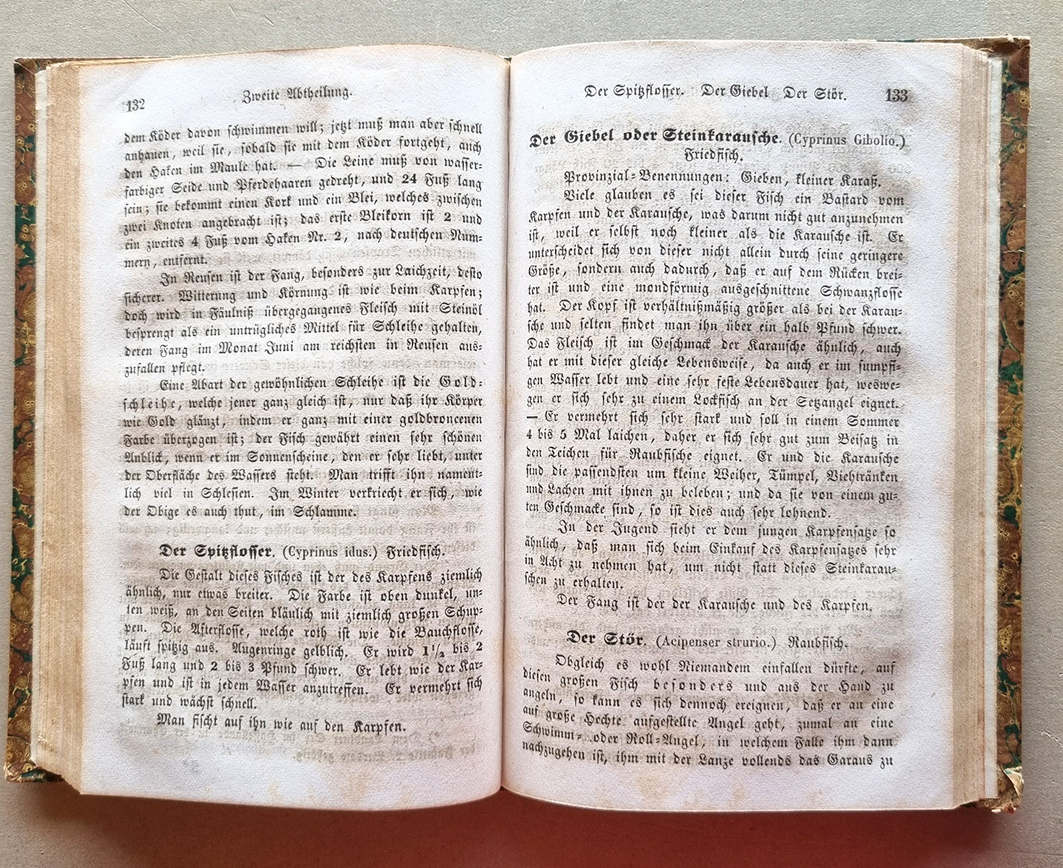 132
Zweite Abtheilung.
dem Köder davon schwimmen will; jetzt muß man aber schnell
anhauen, weil sie, sobald sie mit dem Köder fortgeht, auch
den Haken im Maule hat. — Die Leine muß von wasser-
farbiger Seide und Pferdehaaren gedreht, und 24 Fuß lang
sein; sie bekommt einen Kork und ein Blei, welches zwischen
zwei Knoten angebracht ist; das erste Bleikorn ist 2 und
ein zweites 4 Fuß vom Haken Nr. 2, nach deutschen Num-
mern, entfernt.
In Reusen ist der Fang, besonders zur Laichzeit, desto
sicherer. Witterung und Körnung ist wie beim Karpfen;
doch wird in Fäulniß übergegangenes Fleisch mit Steinöl
besprengt als ein untrügliches Mittel für Schleihe gehalten,
deren Fang im Monat Juni am reichsten in Reusen aus-
zufallen pflegt.
Eine Abart der gewöhnlichen Schleihe ist die Gold-
schleihe, welche jener ganz gleich ist, nur daß ihr Körper
wie Gold glänzt, indem er ganz mit einer goldbroncenen
Farbe überzogen ist; der Fisch gewährt einen sehr schönen
Anblick, wenn er im Sonnenscheine, den er sehr liebt, unter
der Oberfläche des Wassers steht. Man trifft ihn nament-
lich viel in Schlesien. Im Winter verkriecht er sich, wie
der Obige es auch thut, im Schlamme.
Der Spitzflosser. (Cyprinus idus.) Friedfisch.
Die Gestalt dieses Fisches ist der des Karpfens ziemlich
ähnlich, nur etwas breiter. Die Farbe ist oben dunkel, un-
ten weiß, an den Seiten bläulich mit ziemlich großen Schup-
pen. Die Afterflosse, welche roth ist wie die Bauchflosse,
läuft spitzig aus. Augenringe gelblich. Er wird 1 1/2 bis 2
Fuß lang und 2 bis 3 Pfund schwer. Er lebt wie der Kar-
pfen und ist in jedem Wasser anzutreffen. Er vermehrt sich
stark und wächst schnell.
Man fischt auf ihn wie auf den Karpfen.
Der Spitzflosser. Der Giebel Der Stör.
133
Der Giebel oder Steinkarausche. (Cyprinus Gibolio.)
Friedfisch.
Provinzial-Benennungen: Gieben, kleiner Karaß.
Viele glauben es sei dieser Fisch ein Bastard vom
Karpfen und der Karausche, was darum nicht gut anzunehmen
ist, weil er selbst noch kleiner als die Karausche ist. Er
unterscheidet sich von dieser nicht allein durch seine geringere
Größe, sondern auch dadurch, daß er auf dem Rücken brei-
ter ist und eine mondförmig ausgeschnittene Schwanzflosse
hat. Der Kopf ist verhältnißmäßig größer als bei der Karau-
sche und selten findet man ihn über ein halb Pfund schwer.
Das Fleisch ist im Geschmack der Karausche ähnlich, auch
hat er mit dieser gleiche Lebensweise, da auch er im sumpfi-
gen Wasser lebt und eine sehr feste Lebensdauer hat, weswe-
gen er sich sehr zu einem Lockfisch an der Setzangel eignet.
— Er vermehrt sich sehr stark und soll in einem Sommer
4 bis 5 Mal laichen, daher er sich sehr gut zum Beisatz in
den Teichen für Raubfische eignet. Er und die Karausche
sind die passendsten um kleine Weiher, Tümpel, Viehtränken
und Lachen mit ihnen zu beleben; und da sie von einem gu-
ten Geschmacke sind, so ist dies auch sehr lohnend.
In der Jugend sieht er dem jungen Karpfensatze so
ähnlich, daß man sich beim Einkauf des Karpfensatzes sehr
in Acht zu nehmen hat, um nicht statt dieses Steinkarau-
schen zu erhalten.
Der Fang ist der der Karausche und des Karpfen.
Der Stör. (Acipenser strurio.) Raubfisch.
Obgleich es wohl Niemandem einfallen dürfte, auf
diesen großen Fisch besonders und aus der Hand zu
angeln, so kann es sich dennoch ereignen, daß er an eine
auf große Hechte aufgestellte Angel geht, zumal an eine
Schwimm- oder Roll-Angel, in welchem Falle ihm dann
nachzugehen ist, ihm mit der Lanze vollends das Garaus zu